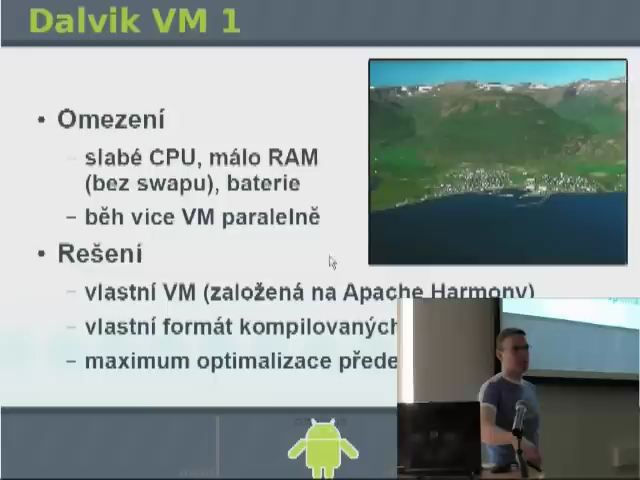 Dalvik VM 1
• Omezení
– slabé CPU, málo RAM
(bez swapu), baterie
– běh vice VM paralelně
• Rešení
– vlastní VM (založená na Apache Harmony)
– vlastní formát kompilovaných
– maximum optimalizace přede